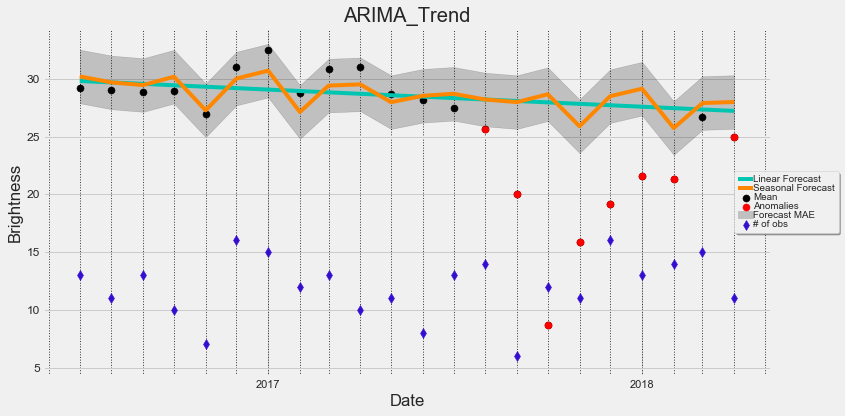 ARIMA_Trend
Brightness
30
25
20
15
10
5
Linear Forecast
Seasonal Forecast
Mean
Anomalies
Forecast MAE
# of obs
2017
2018
Date